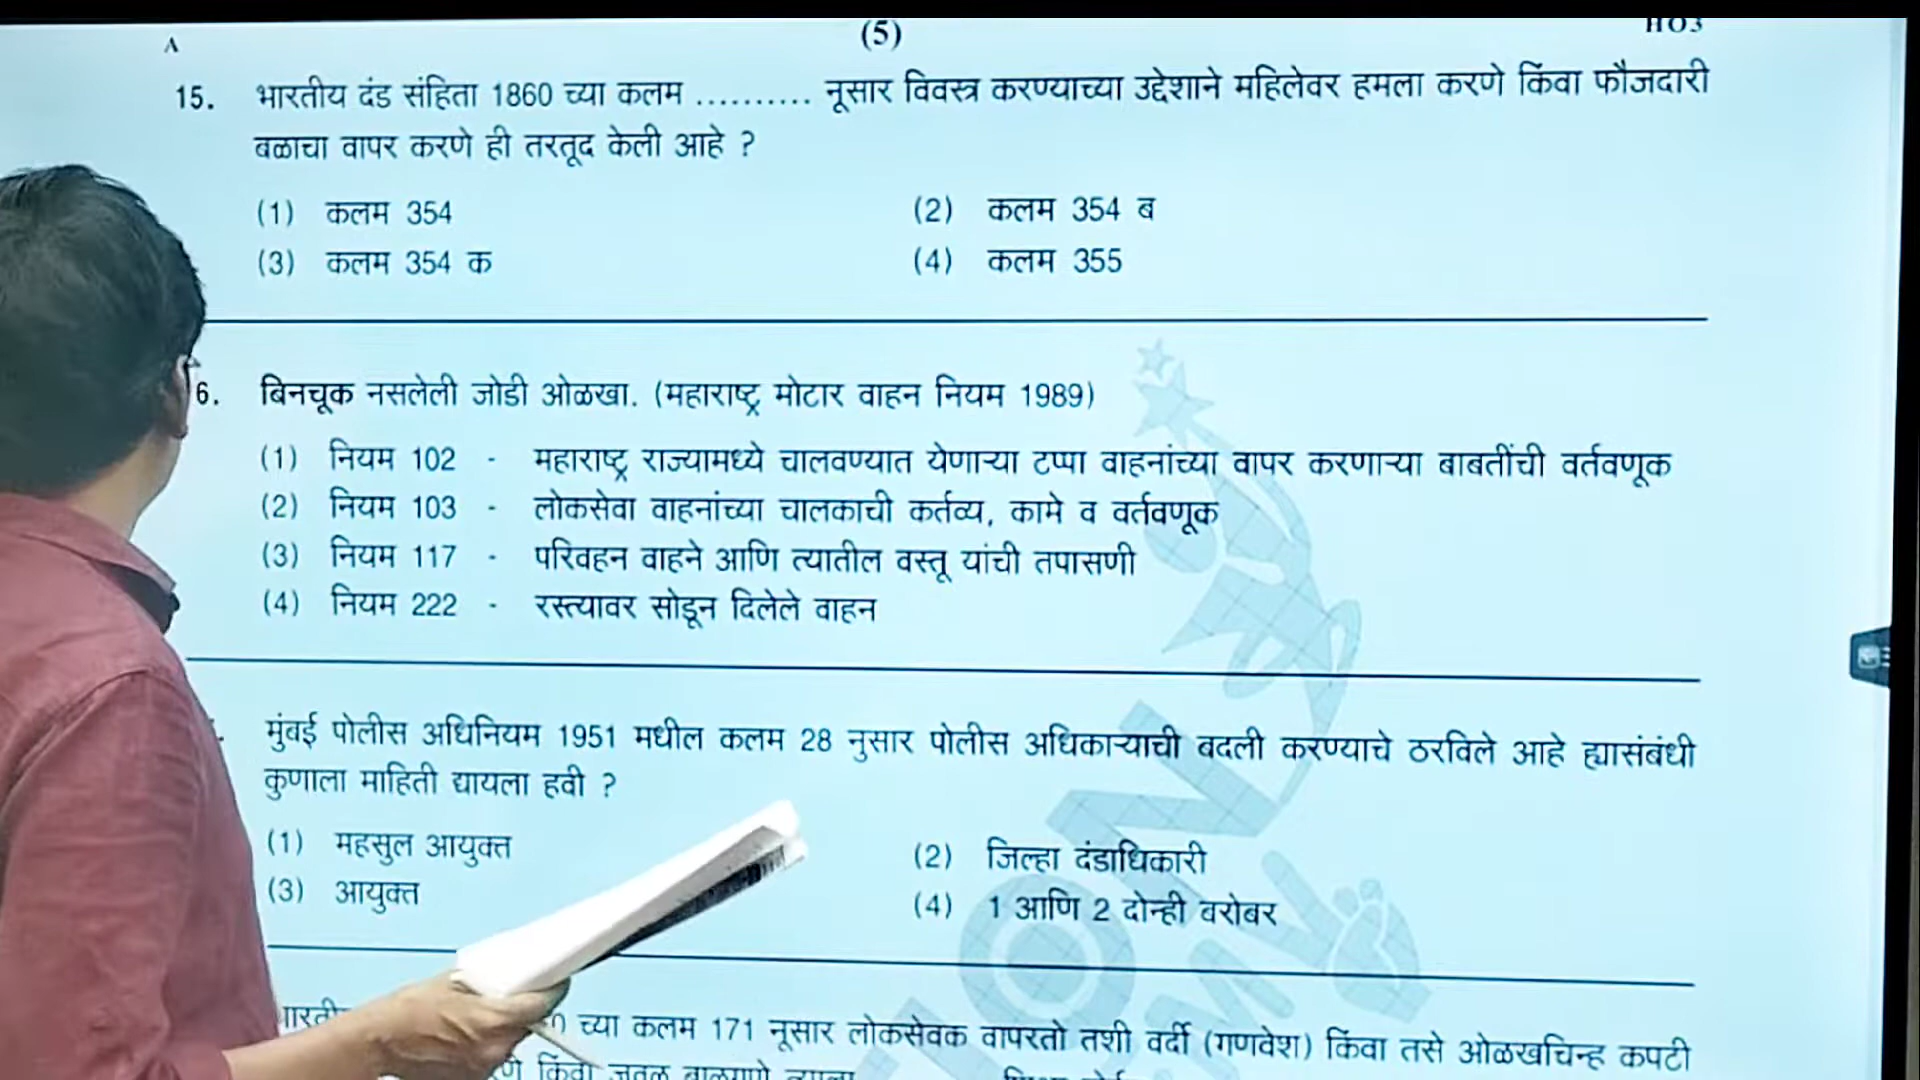 A (5) HO3
15. भारतीय दंड संहिता 1860 च्या कलम .......... नूसार विवस्त्र करण्याच्या उद्देशाने महिलेवर हमला करणे किंवा फौजदारी
बळाचा वापर करणे ही तरतूद केली आहे ?
(1) कलम 354 (2) कलम 354 ब
(3) कलम 354 क (4) कलम 355
6. बिनचूक नसलेली जोडी ओळखा. (महाराष्ट्र मोटार वाहन नियम 1989)
(1) नियम 102 - महाराष्ट्र राज्यामध्ये चालवण्यात येणाऱ्या टप्पा वाहनांच्या वापर करणाऱ्या बाबतींची वर्तवणूक
(2) नियम 103 - लोकसेवा वाहनांच्या चालकाची कर्तव्य, कामे व वर्तवणूक
(3) नियम 117 - परिवहन वाहने आणि त्यातील वस्तू यांची तपासणी
(4) नियम 222 - रस्त्यावर सोडून दिलेले वाहन
मुंबई पोलीस अधिनियम 1951 मधील कलम 28 नुसार पोलीस अधिकाऱ्याची बदली करण्याचे ठरविले आहे ह्यासंबंधी
कुणाला माहिती द्यायला हवी ?
(1) महसुल आयुक्त (2) जिल्हा दंडाधिकारी
(3) आयुक्त (4) 1 आणि 2 दोन्ही बरोबर
च्या कलम 171 नूसार लोकसेवक वापरतो तशी वर्दी (गणवेश) किंवा तसे ओळखचिन्ह कपटी
किंवा जवळ बाळगणे